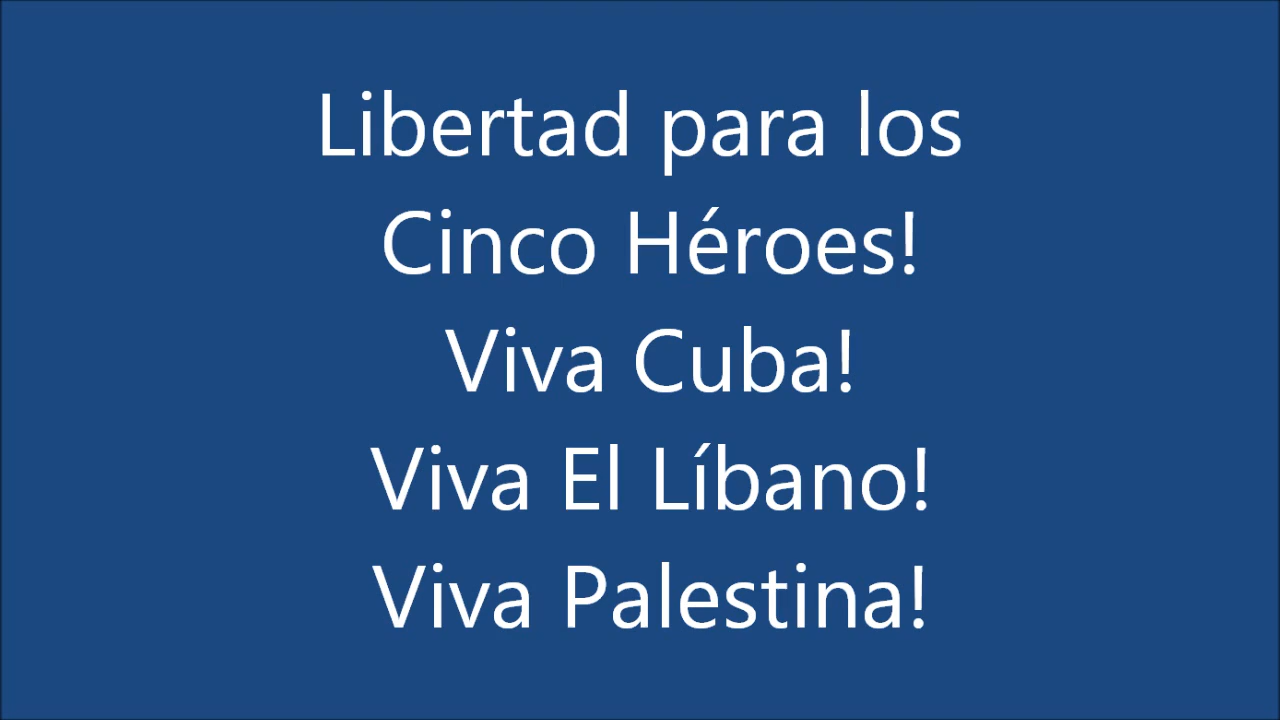 Libertad para los
Cinco Héroes!
Viva Cuba!
Viva El Líbano!
Viva Palestina!